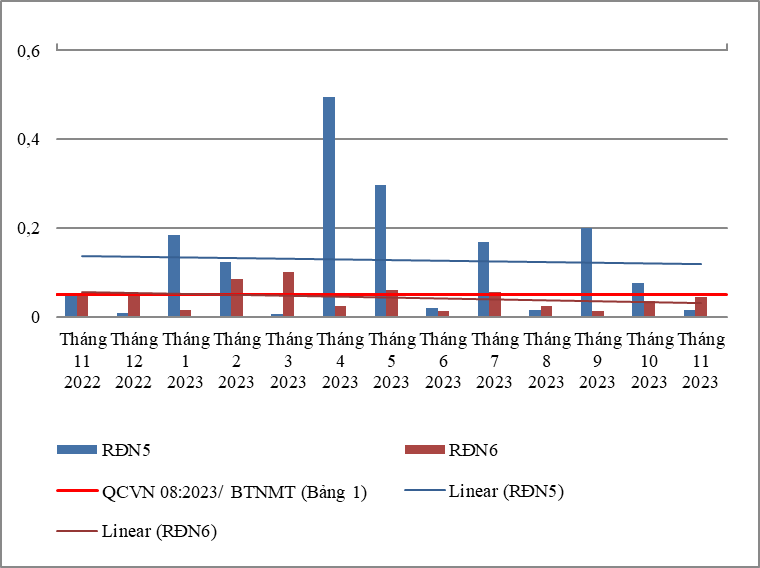 0,6
0,4
0,2
0
Tháng 11 2022
Tháng 12 2022
Tháng 1 2023
Tháng 2 2023
Tháng 3 2023
Tháng 4 2023
Tháng 5 2023
Tháng 6 2023
Tháng 7 2023
Tháng 8 2023
Tháng 9 2023
Tháng 10 2023
Tháng 11 2023
RĐN5
RĐN6
QCVN 08:2023/ BTNMT (Bảng 1)
Linear (RĐN5)
Linear (RĐN6)